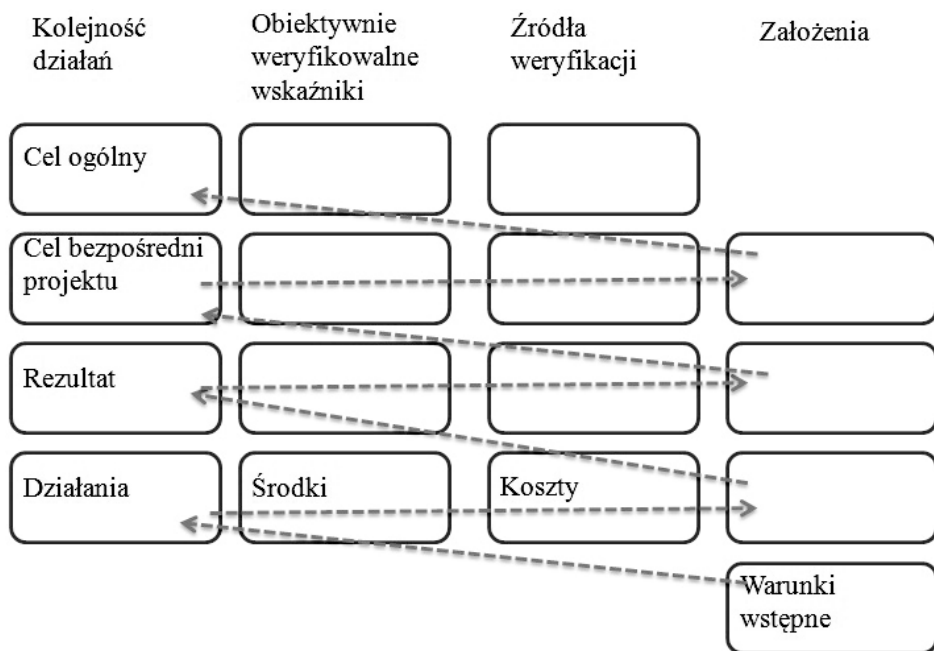 Kolejność
działań
Obiektywnie
weryfikowalne
wskaźniki
Źródła
weryfikacji
Założenia
Cel ogólny
Cel bezpośredni
projektu
Rezultat
Działania
Środki
Koszty
Warunki
wstępne